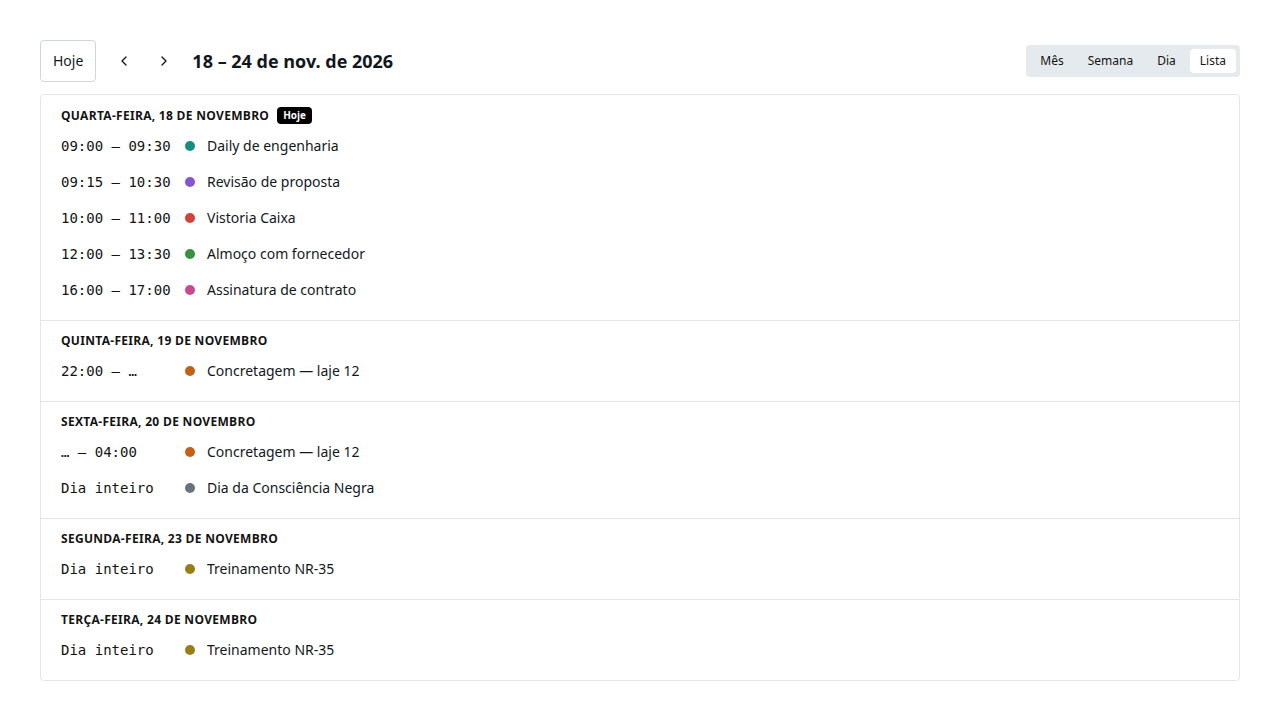 Hoje 18 – 24 de nov. de 2026 Mês Semana Dia Lista
QUARTA-FEIRA, 18 DE NOVEMBRO Hoje
09:00 – 09:30 Daily de engenharia
09:15 – 10:30 Revisão de proposta
10:00 – 11:00 Vistoria Caixa
12:00 – 13:30 Almoço com fornecedor
16:00 – 17:00 Assinatura de contrato
QUINTA-FEIRA, 19 DE NOVEMBRO
22:00 – … Concretagem — laje 12
SEXTA-FEIRA, 20 DE NOVEMBRO
… – 04:00 Concretagem — laje 12
Dia inteiro Dia da Consciência Negra
SEGUNDA-FEIRA, 23 DE NOVEMBRO
Dia inteiro Treinamento NR-35
TERÇA-FEIRA, 24 DE NOVEMBRO
Dia inteiro Treinamento NR-35